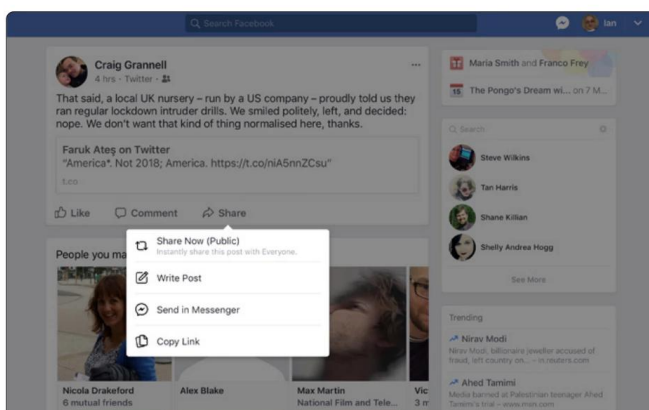 Search Facebook
Ian
Craig Grannell
4 hrs · Twitter ·
That said, a local UK nursery – run by a US company – proudly told us they
ran regular lockdown intruder drills. We smiled politely, left, and decided:
nope. We don't want that kind of thing normalised here, thanks.
Faruk Ateş on Twitter
"America*. Not 2018; America. https://t.co/niA5nnZCsu"
t.co
Like Comment Share
Share Now (Public)
Instantly share this post with Everyone.
Write Post
Send in Messenger
Copy Link
People you ma
Nicola Drakeford
6 mutual friends
Alex Blake
Max Martin
National Film and Tele...
Vic
3 m
Maria Smith and Franco Frey
15 The Pongo's Dream wi... on 7 M...
Search
Steve Wilkins
Tan Harris
Shane Killian
Shelly Andrea Hogg
See More
Trending
Nirav Modi
Nirav Modi, billionaire jeweller accused of
fraud, left country on... – in.reuters.com
Ahed Tamimi
Media barred at Palestinian teenager Ahed
Tamimi's trial – www.msn.com